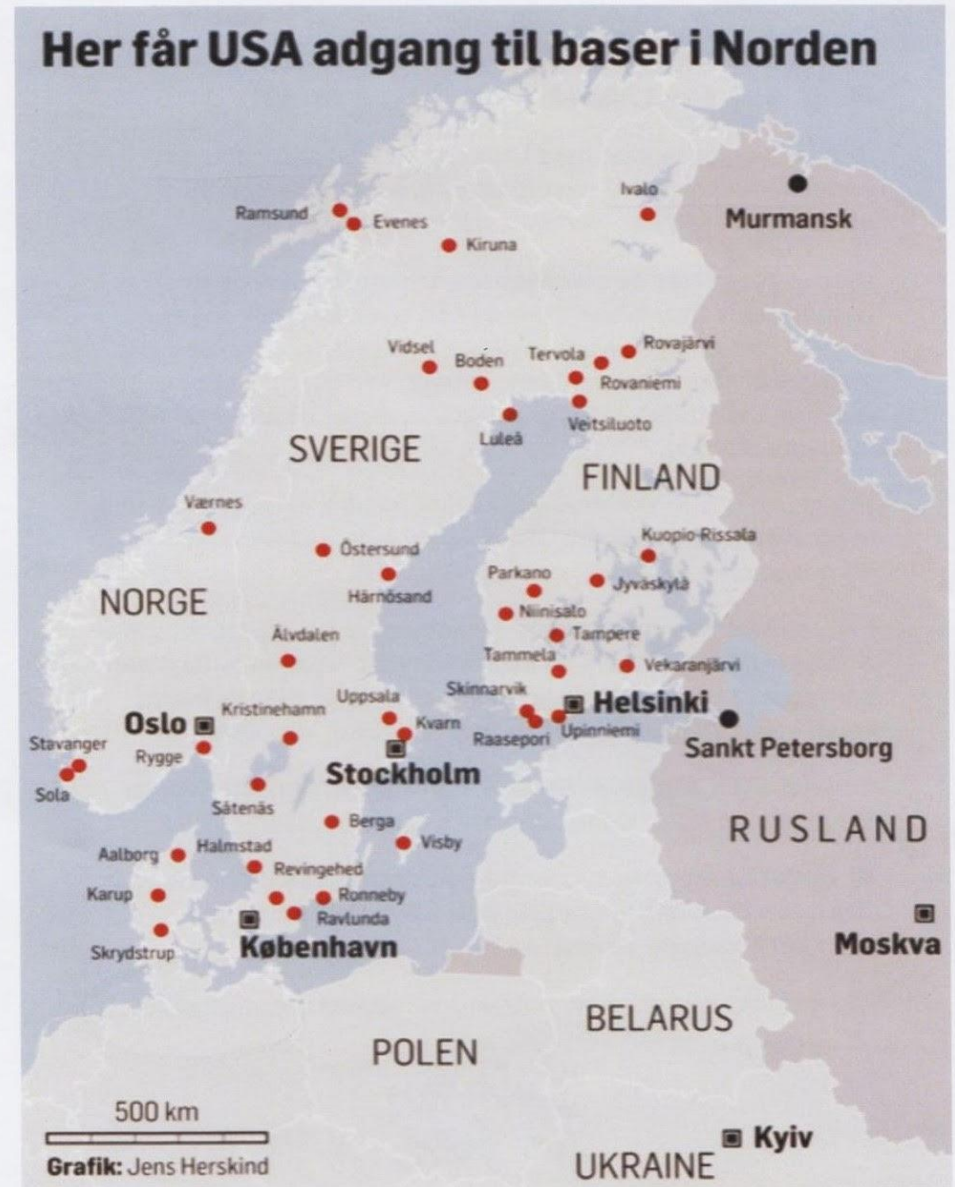 Her får USA adgang til baser i Norden
Ivalo
Murmansk
Ramsund
Evenes
Kiruna
Rovajärvi
Vidsel
Boden
Tervola
Rovaniemi
Veitsiluoto
Luleå
SVERIGE
FINLAND
Værnes
Östersund
Kuopio-Rissala
Parkano
Jyväskylä
Härnösand
NORGE
Niinisalo
Älvdalen
Tampere
Tammela
Vekaranjärvi
Uppsala
Skinnarvik
Kristinehamn
Helsinki
Oslo
Kvarn
Raasepori
Upinniemi
Stavanger
Rygge
Sankt Petersborg
Stockholm
Sola
Såtenäs
Berga
RUSLAND
Visby
Halmstad
Aalborg
Revingehed
Karup
Ronneby
Ravlunda
København
Skrydstrup
Moskva
BELARUS
POLEN
500 km
Kyiv
Grafik: Jens Herskind
UKRAINE